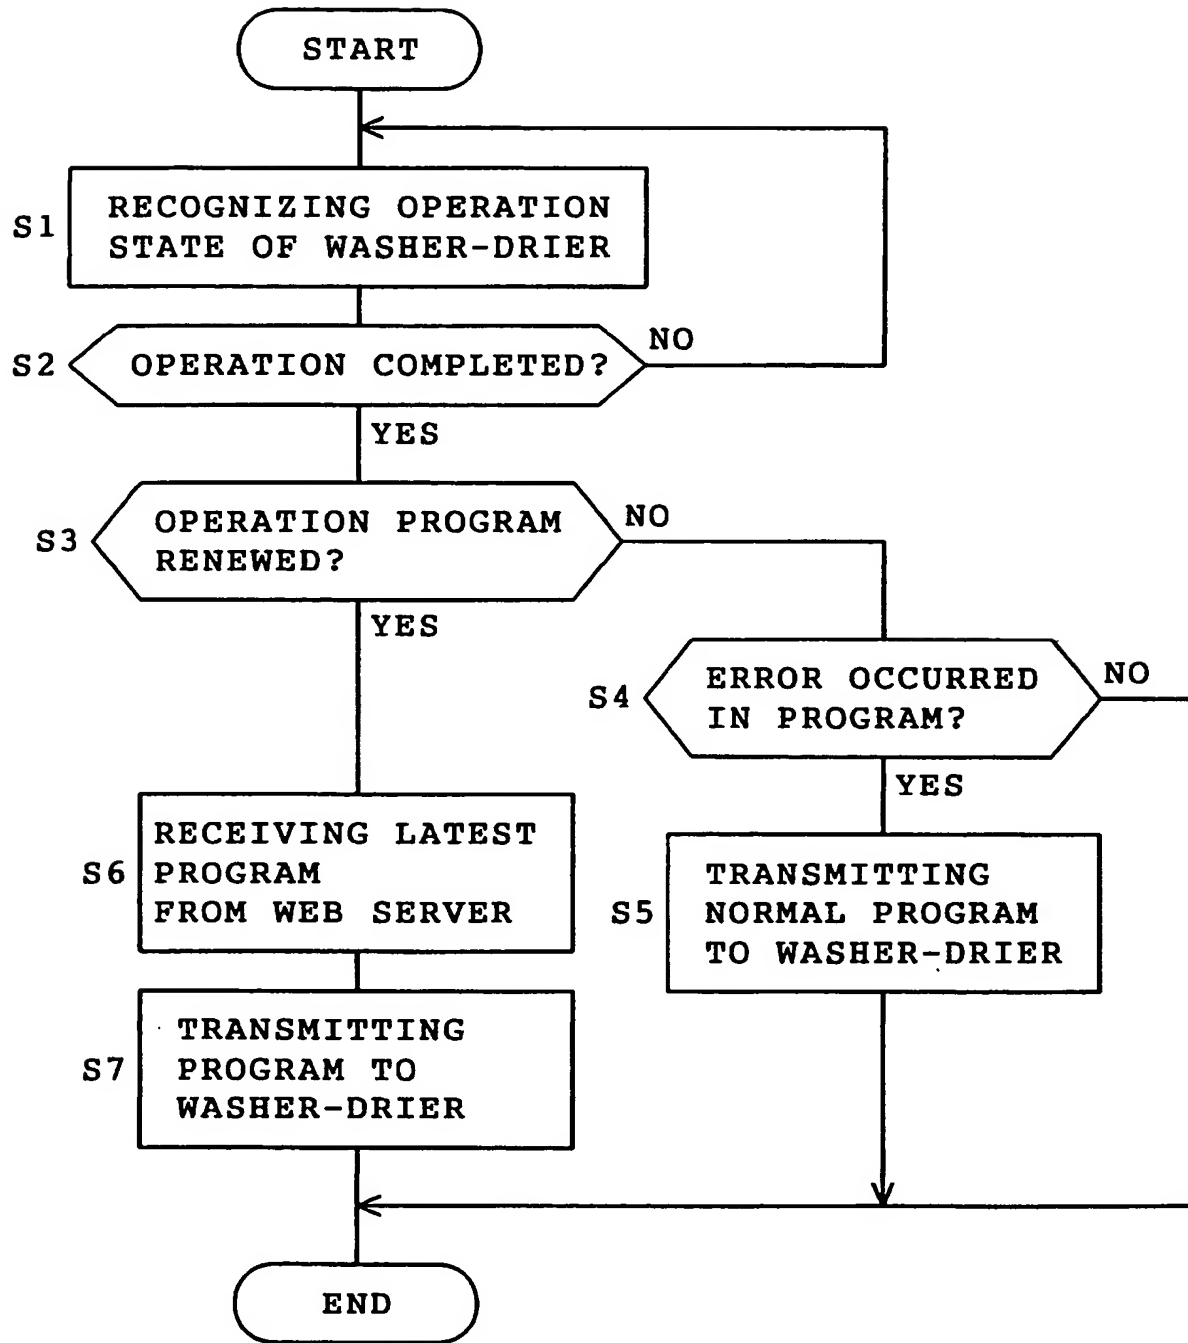 START
S1
RECOGNIZING OPERATION
STATE OF WASHER-DRIER
S2
OPERATION COMPLETED?
NO
YES
S3
OPERATION PROGRAM
RENEWED?
NO
YES
S4
ERROR OCCURRED
IN PROGRAM?
NO
YES
S6
RECEIVING LATEST
PROGRAM
FROM WEB SERVER
S5
TRANSMITTING
NORMAL PROGRAM
TO WASHER-DRIER
S7
TRANSMITTING
PROGRAM TO
WASHER-DRIER
END